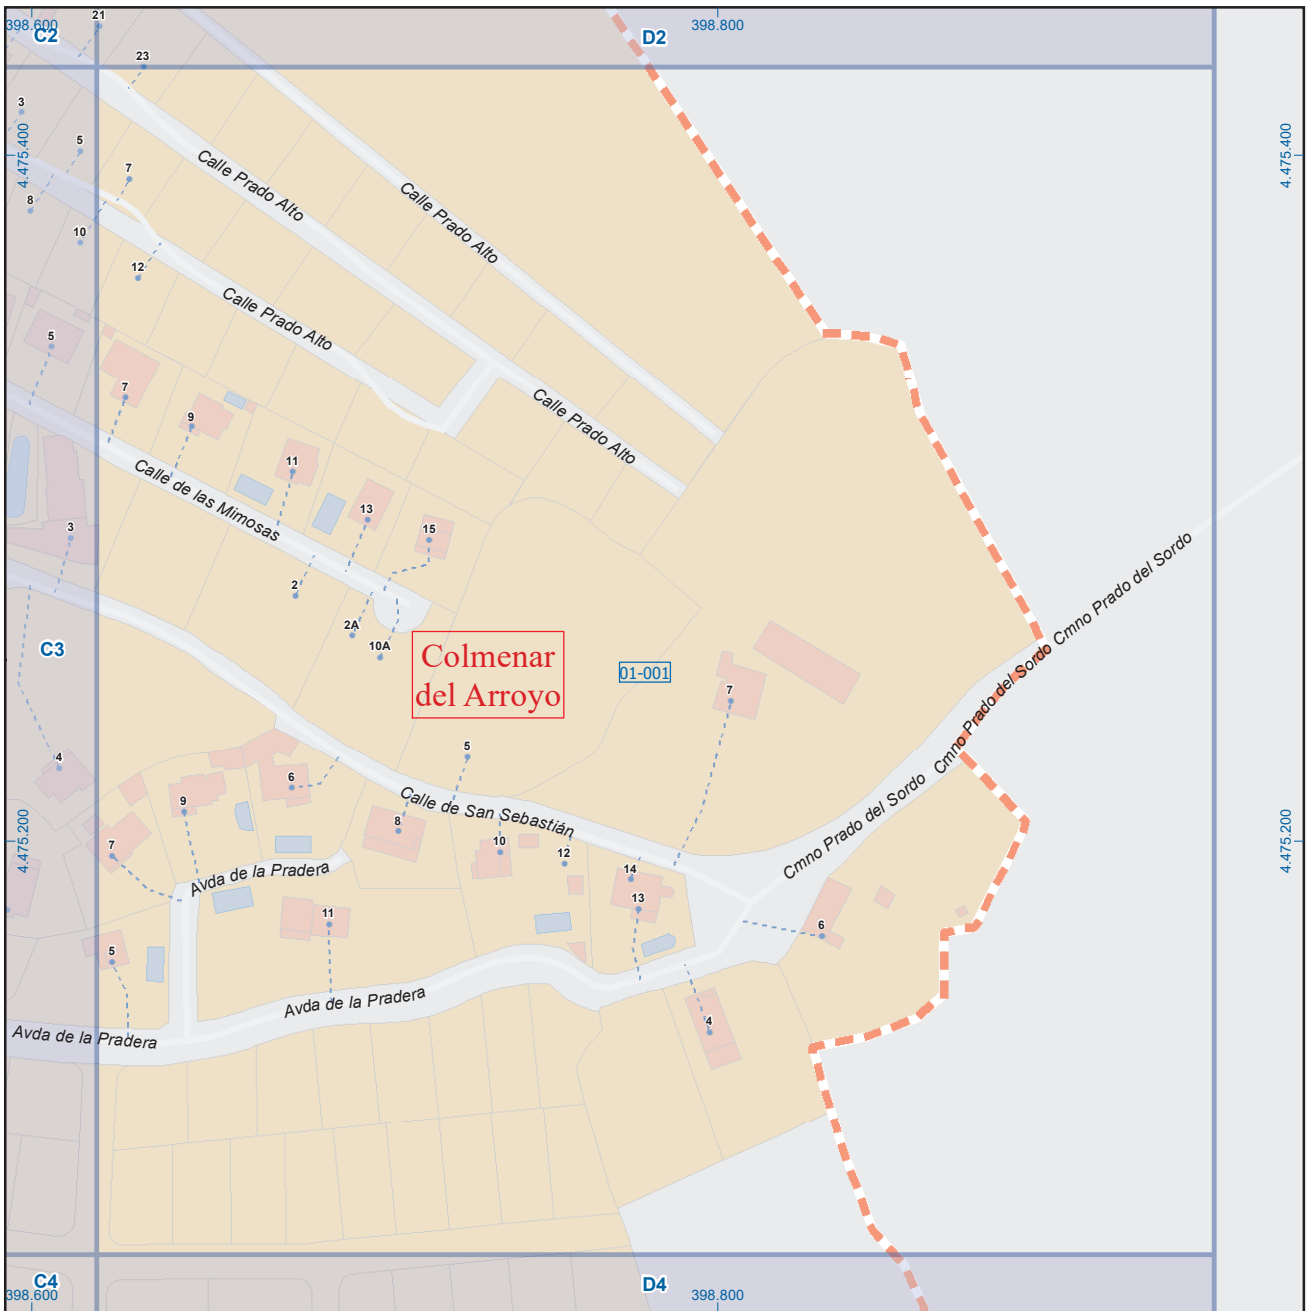 21
398.600
C2
D2
398.800
23
3
5
4.475.400
4.475.400
7
8
10
12
Calle Prado Alto
Calle Prado Alto
Calle Prado Alto
5
7
9
Calle Prado Alto
11
Calle de las Mimosas
13
15
3
2
2A
10A
C3
Colmenar
del Arroyo
01-001
7
Cmno Prado del Sordo
Cmno Prado del Sordo
Cmno Prado del Sordo
4
9
6
5
8
Calle de San Sebastián
7
10
12
14
13
4.475.200
4.475.200
Avda de la Pradera
11
6
5
Avda de la Pradera
4
Avda de la Pradera
C4
398.600
D4
398.800